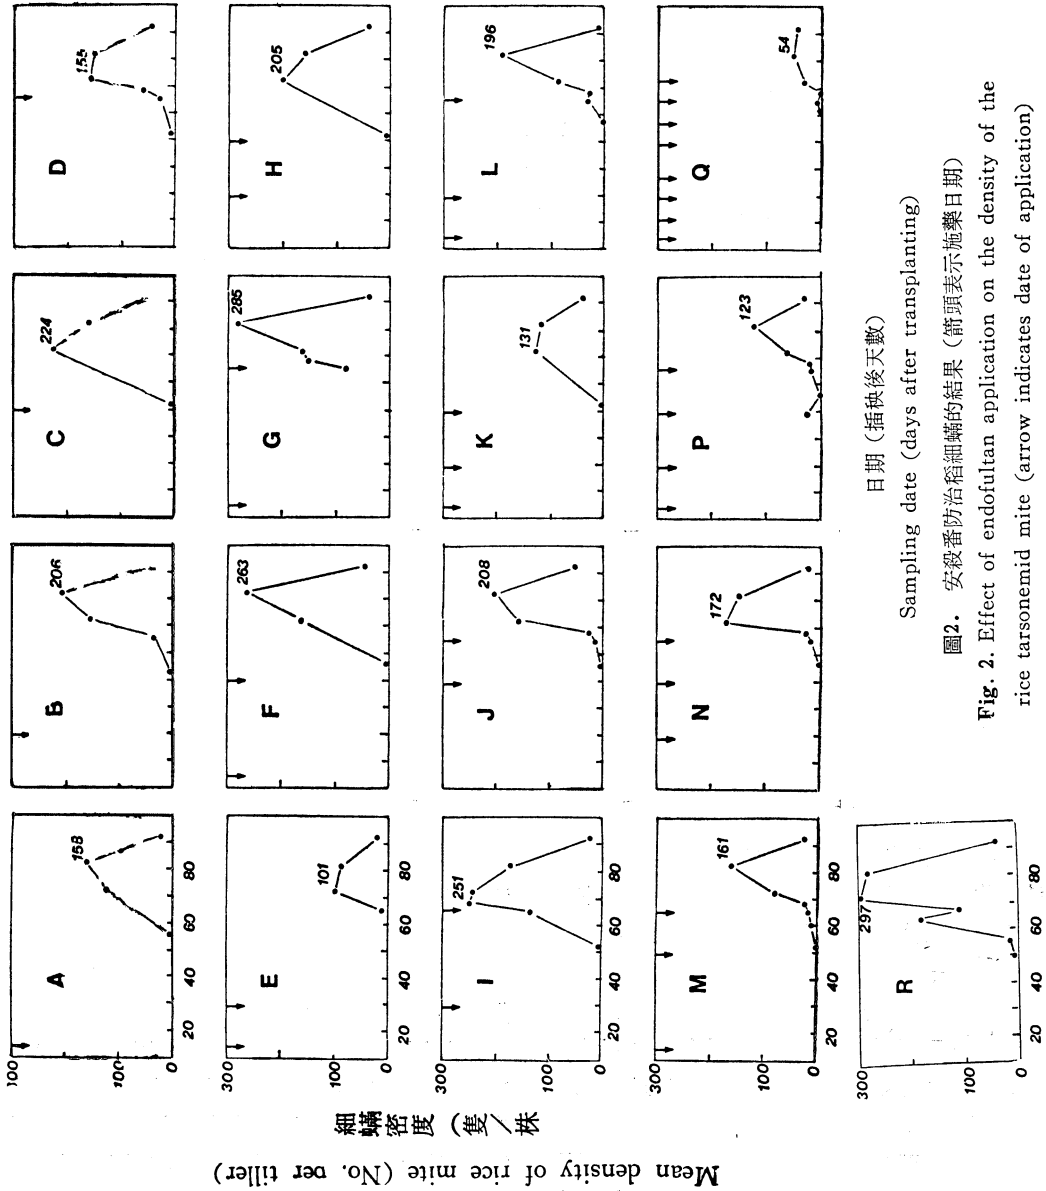 Mean density of rice mite (No. per tiller)
細蟎密度 (隻／株
100
100
0
A
158
B
206
C
224
D
155
20
40
60
80
300
100
0
E
101
F
263
G
285
H
205
20
40
60
80
300
100
0
I
251
J
208
K
131
L
196
20
40
60
80
300
100
0
M
161
N
172
P
123
Q
54
20
40
60
80
300
100
0
R
297
20
40
60
80
日期 (插秧後天數)
Sampling date (days after transplanting)
圖2. 安殺番防治稻細蟎的結果 (箭頭表示施藥日期)
Fig. 2. Effect of endofultan application on the density of the
rice tarsonemid mite (arrow indicates date of application)